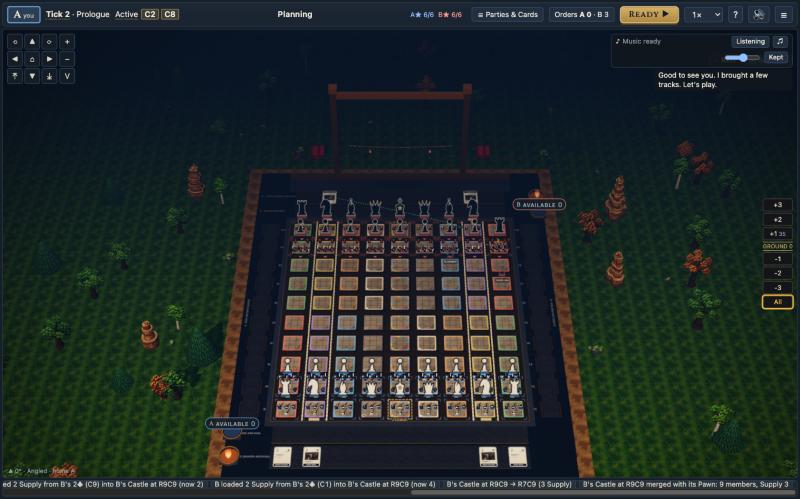 A you
Tick 2 · Prologue Active C2 C8
Planning
A★ 6/6 B★ 6/6
≡ Parties & Cards
Orders A 0 · B 3
READY ▶
1×
?
♪ Music ready
Listening
Kept
Good to see you. I brought a few
tracks. Let's play.
V
B AVAILABLE 0
+3
+2
+1 35
GROUND 0
-1
-2
-3
All
A AVAILABLE 0
▲ 0° · Angled · Frame A
ed 2 Supply from B's 2♣ (C9) into B's Castle at R9C9 (now 2)
B loaded 2 Supply from B's 2♣ (C1) into B's Castle at R9C9 (now 4)
B's Castle at R9C9 → R7C9 (3 Supply)
B's Castle at R9C9 merged with its Pawn: 9 members, Supply 3